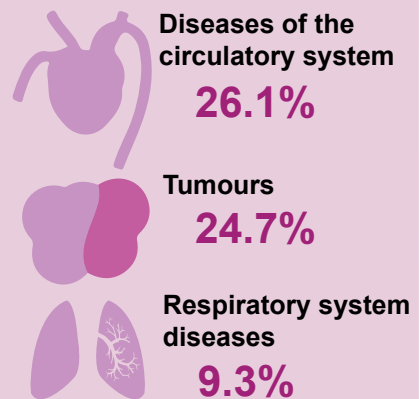 Diseases of the
circulatory system
26.1%
Tumours
24.7%
Respiratory system
diseases
9.3%